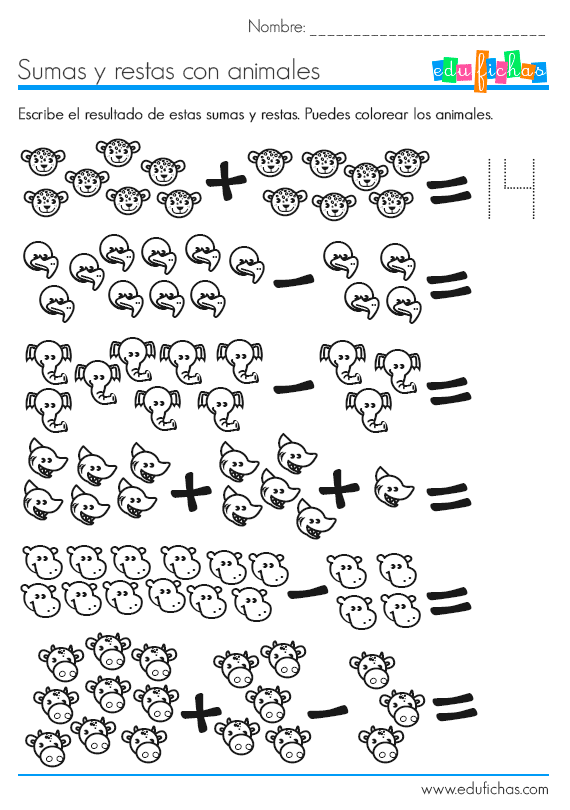 Nombre: ___________________________
Sumas y restas con animales
edufichas
Escribe el resultado de estas sumas y restas. Puedes colorear los animales.
+ = 14
- =
- =
+ + =
- =
+ - =
www.edufichas.com